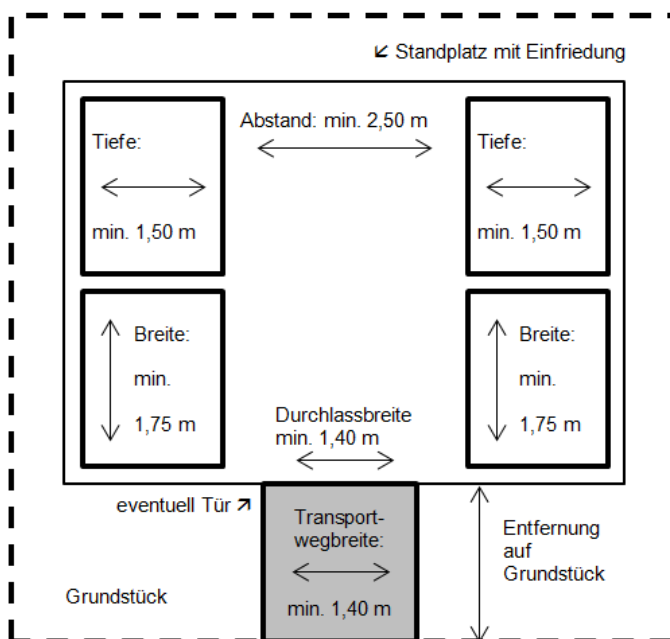 Standplatz mit Einfriedung
Abstand: min. 2,50 m
Tiefe:
min. 1,50 m
Tiefe:
min. 1,50 m
Breite:
min.
1,75 m
Breite:
min.
1,75 m
Durchlassbreite
min. 1,40 m
eventuell Tür
Transport-
wegbreite:
min. 1,40 m
Entfernung
auf
Grundstück
Grundstück